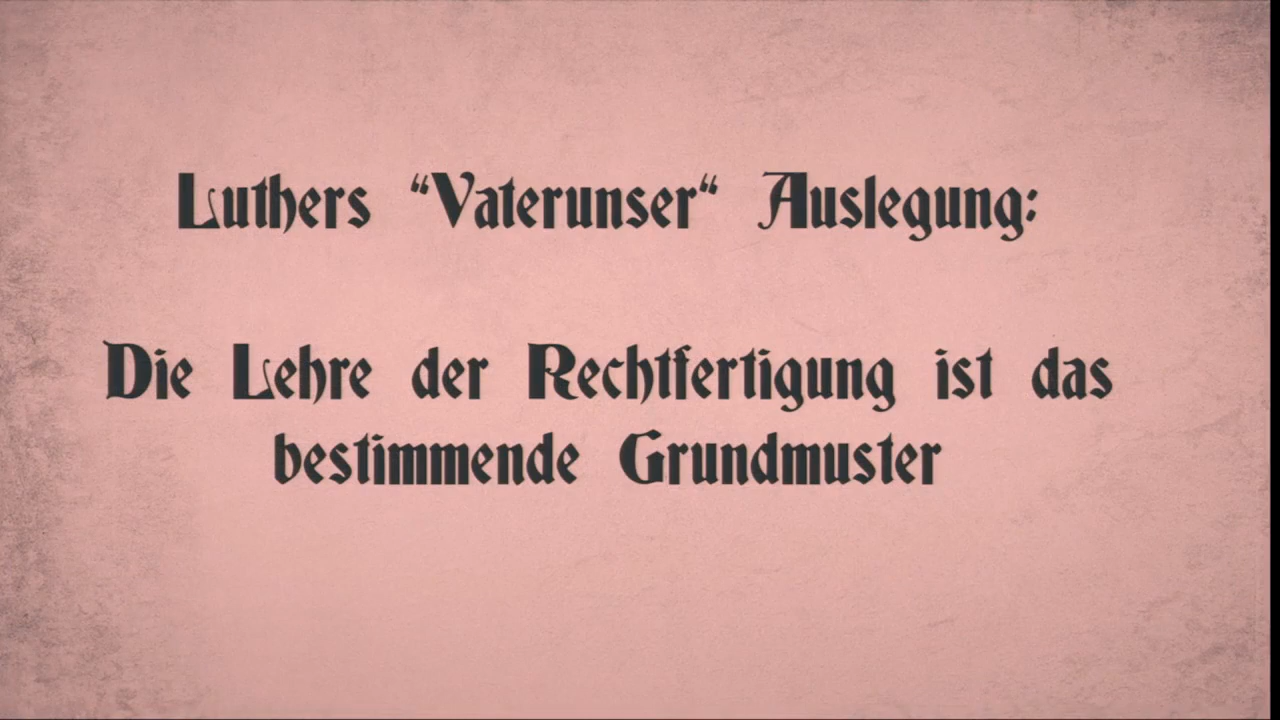 Luthers “Vaterunser“ Auslegung:
Die Lehre der Rechtfertigung ist das
bestimmende Grundmuster